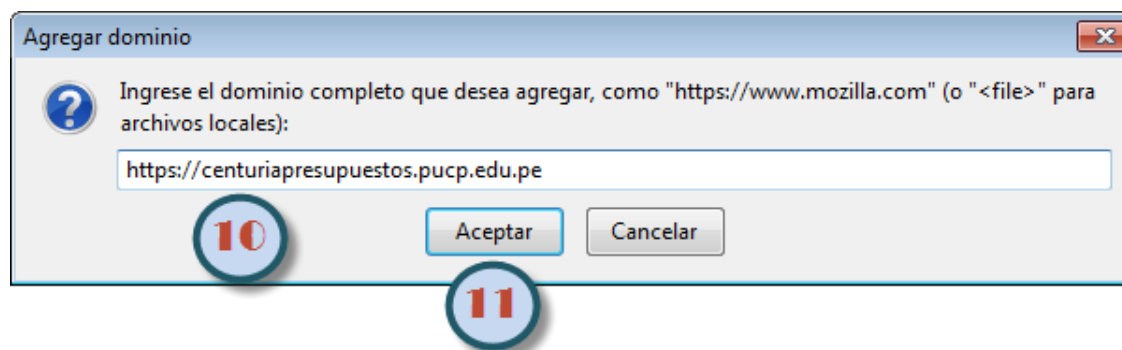 Agregar dominio
Ingrese el dominio completo que desea agregar, como "https://www.mozilla.com" (o "<file>" para
archivos locales):
https://centuriapresupuestos.pucp.edu.pe
10
Aceptar
Cancelar
11